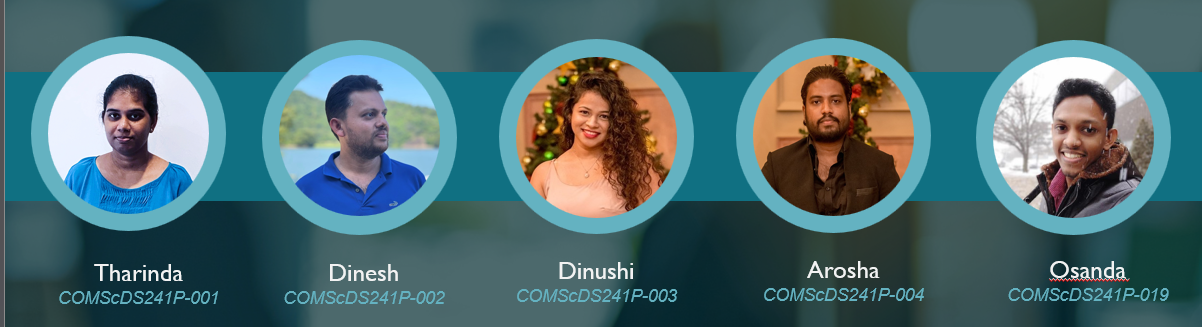 Tharinda
COMScDS241P-001
Dinesh
COMScDS241P-002
Dinushi
COMScDS241P-003
Arosha
COMScDS241P-004
Osanda
COMScDS241P-019